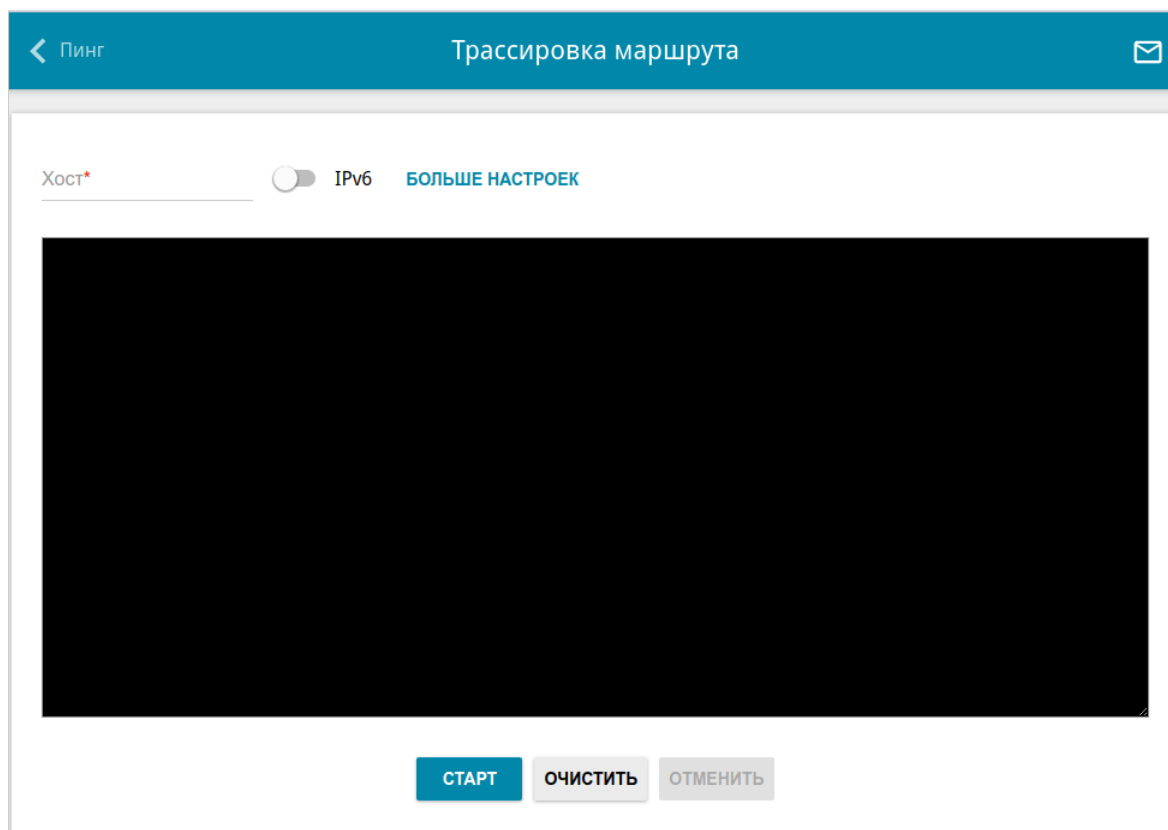 Пинг
Трассировка маршрута
Хост*
IPv6
БОЛЬШЕ НАСТРОЕК
СТАРТ
ОЧИСТИТЬ
ОТМЕНИТЬ